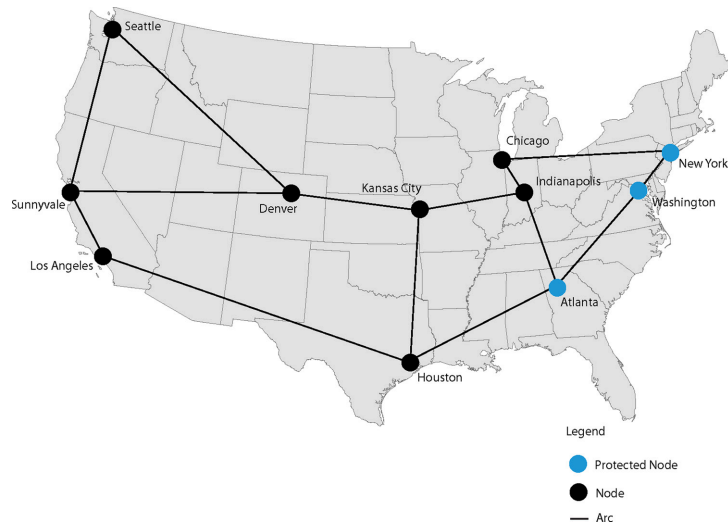 Seattle
Chicago
New York
Kansas City
Indianapolis
Sunnyvale
Denver
Washington
Los Angeles
Atlanta
Houston
Legend
Protected Node
Node
Arc